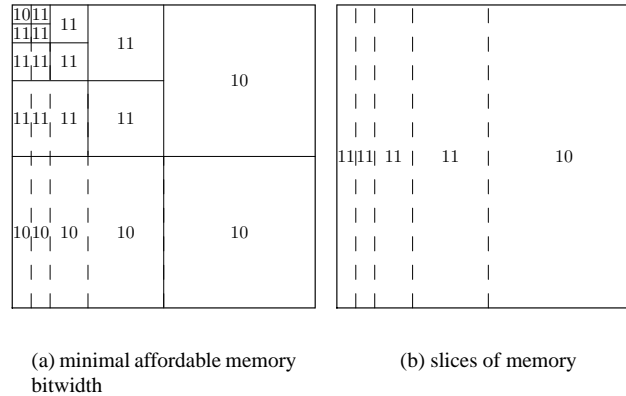 10 11 11 11 10
11 11
11 11 11
11 11 11 11
10 10 10 10 10
11 11 11 11 10
(a) minimal affordable memory
bitwidth
(b) slices of memory